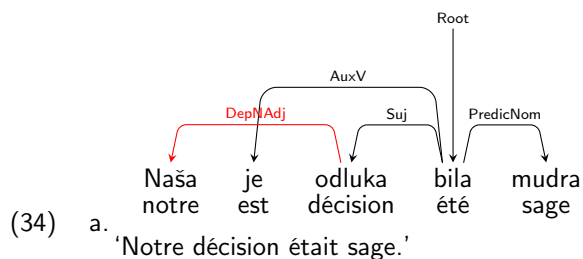 Root
AuxV
DepNAdj Suj PredicNom
Naša je odluka bila mudra
notre est décision été sage
(34) a.
‘Notre décision était sage.’